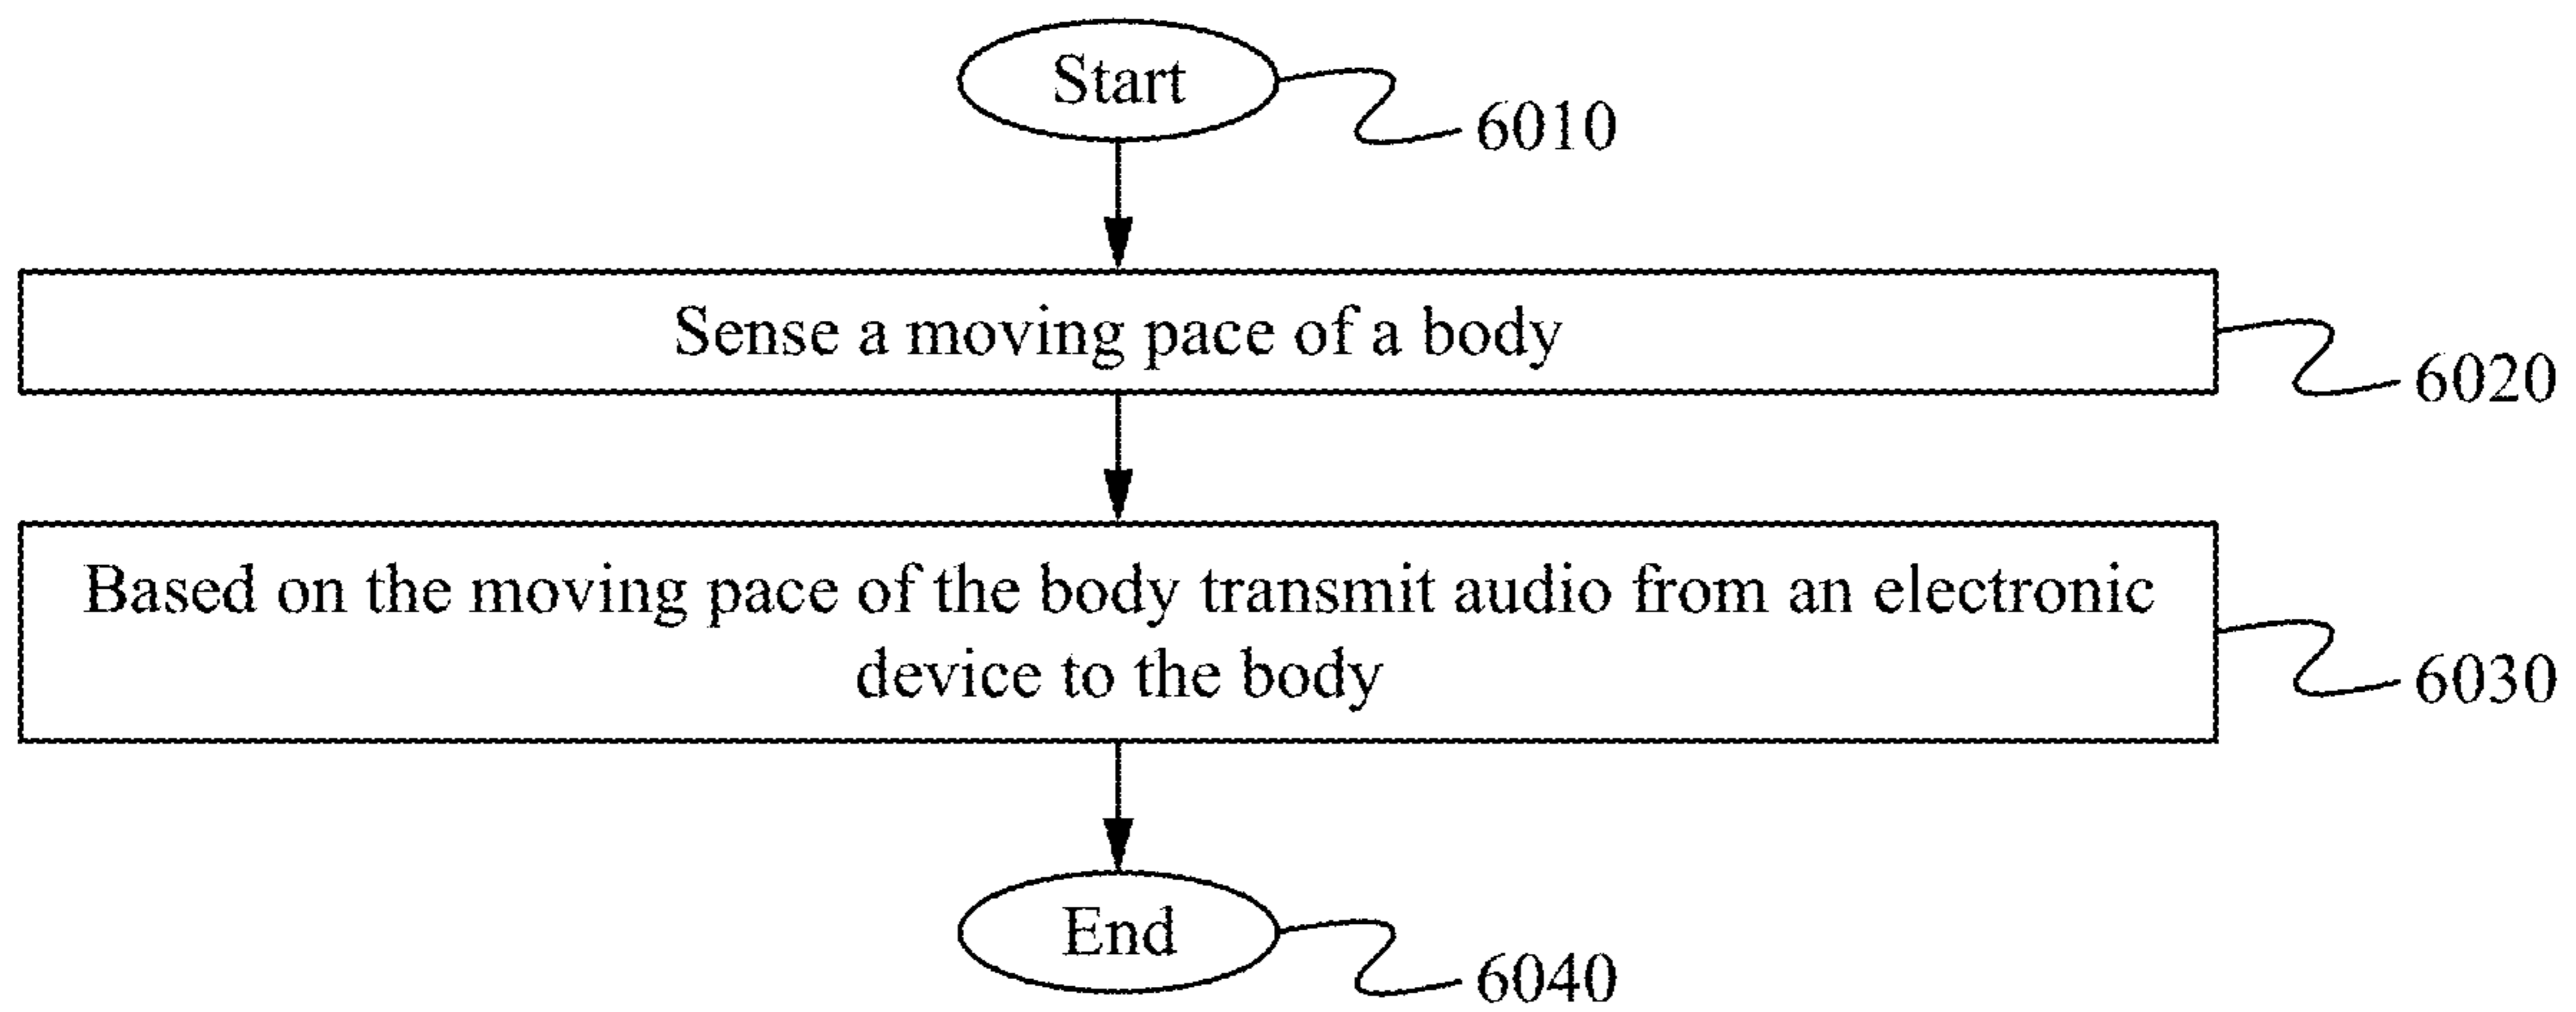 Start
6010
Sense a moving pace of a body
6020
Based on the moving pace of the body transmit audio from an electronic
device to the body
6030
End
6040